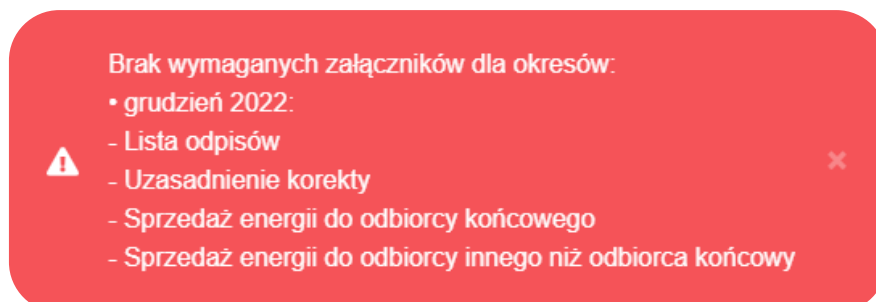 Brak wymaganych załączników dla okresów:
• grudzień 2022:
- Lista odpisów
- Uzasadnienie korekty
- Sprzedaż energii do odbiorcy końcowego
- Sprzedaż energii do odbiorcy innego niż odbiorca końcowy